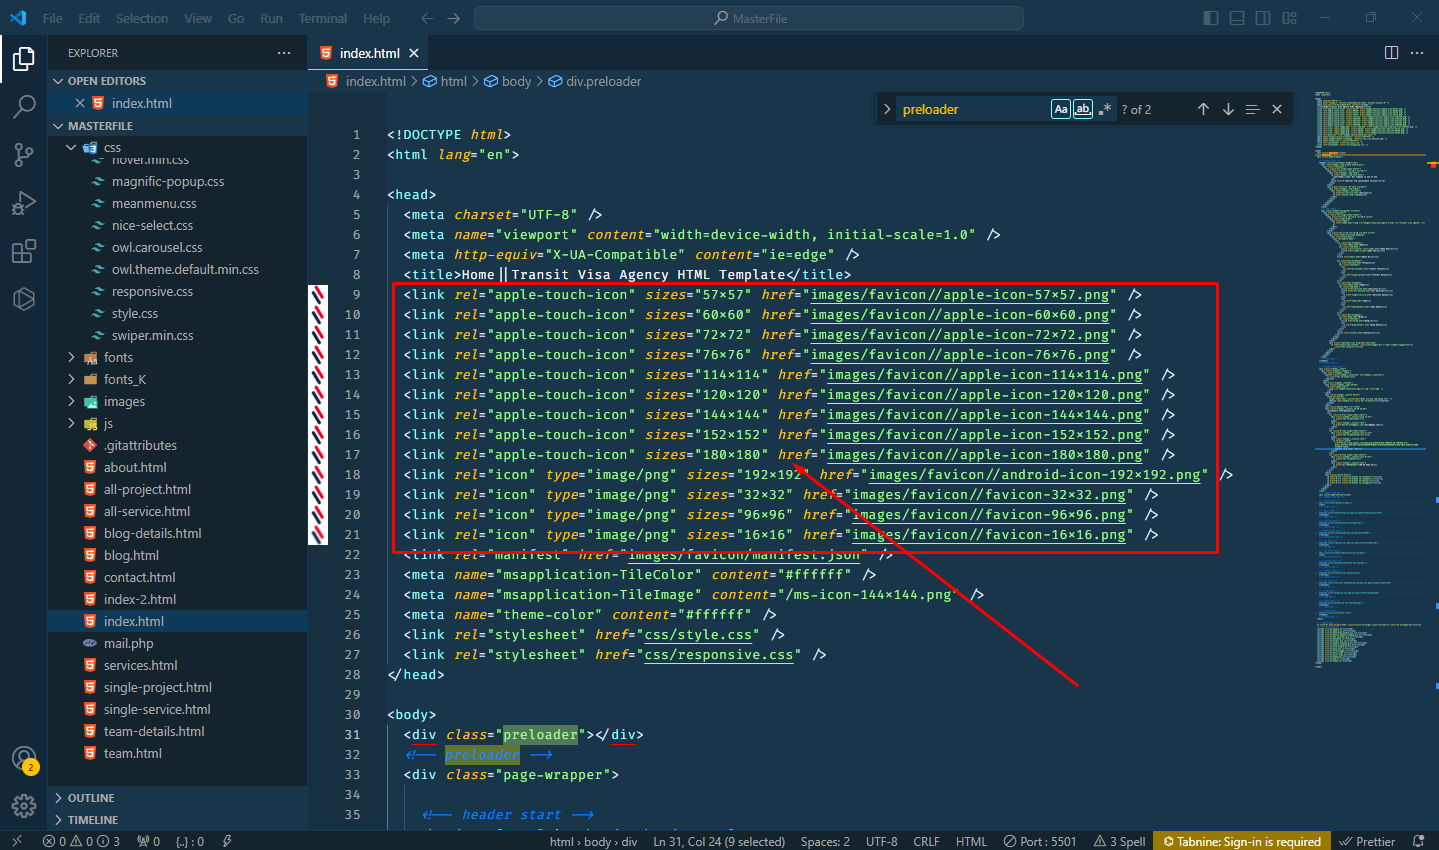 File Edit Selection View Go Run Terminal Help
MasterFile
EXPLORER
index.html
OPEN EDITORS
index.html
MASTERFILE
css
hover.min.css
magnific-popup.css
meanmenu.css
nice-select.css
owl.carousel.css
owl.theme.default.min.css
responsive.css
style.css
swiper.min.css
fonts
fonts_K
images
js
.gitattributes
about.html
all-project.html
all-service.html
blog-details.html
blog.html
contact.html
index-2.html
index.html
mail.php
services.html
single-project.html
single-service.html
team-details.html
team.html
OUTLINE
TIMELINE
2
index.html > html > body > div.preloader
preloader Aa ab .* ? of 2
1 <!DOCTYPE html>
2 <html lang="en">
3
4 <head>
5 <meta charset="UTF-8" />
6 <meta name="viewport" content="width=device-width, initial-scale=1.0" />
7 <meta http-equiv="X-UA-Compatible" content="ie=edge" />
8 <title>Home || Transit Visa Agency HTML Template</title>
9 <link rel="apple-touch-icon" sizes="57×57" href="images/favicon//apple-icon-57×57.png" />
10 <link rel="apple-touch-icon" sizes="60×60" href="images/favicon//apple-icon-60×60.png" />
11 <link rel="apple-touch-icon" sizes="72×72" href="images/favicon//apple-icon-72×72.png" />
12 <link rel="apple-touch-icon" sizes="76×76" href="images/favicon//apple-icon-76×76.png" />
13 <link rel="apple-touch-icon" sizes="114×114" href="images/favicon//apple-icon-114×114.png" />
14 <link rel="apple-touch-icon" sizes="120×120" href="images/favicon//apple-icon-120×120.png" />
15 <link rel="apple-touch-icon" sizes="144×144" href="images/favicon//apple-icon-144×144.png" />
16 <link rel="apple-touch-icon" sizes="152×152" href="images/favicon//apple-icon-152×152.png" />
17 <link rel="apple-touch-icon" sizes="180×180" href="images/favicon//apple-icon-180×180.png" />
18 <link rel="icon" type="image/png" sizes="192×192" href="images/favicon//android-icon-192×192.png" />
19 <link rel="icon" type="image/png" sizes="32×32" href="images/favicon//favicon-32×32.png" />
20 <link rel="icon" type="image/png" sizes="96×96" href="images/favicon//favicon-96×96.png" />
21 <link rel="icon" type="image/png" sizes="16×16" href="images/favicon//favicon-16×16.png" />
22 <link rel="manifest" href="images/favicon/manifest.json" />
23 <meta name="msapplication-TileColor" content="#ffffff" />
24 <meta name="msapplication-TileImage" content="/ms-icon-144×144.png" />
25 <meta name="theme-color" content="#ffffff" />
26 <link rel="stylesheet" href="css/style.css" />
27 <link rel="stylesheet" href="css/responsive.css" />
28 </head>
29
30 <body>
31 <div class="preloader"></div>
32 <!-- preloader -->
33 <div class="page-wrapper">
34
35 <!-- header start -->
0 0 3 0 {..} : 0
html > body > div Ln 31, Col 24 (9 selected) Spaces: 2 UTF-8 CRLF HTML Port : 5501 3 Spell Tabnine: Sign-in is required Prettier